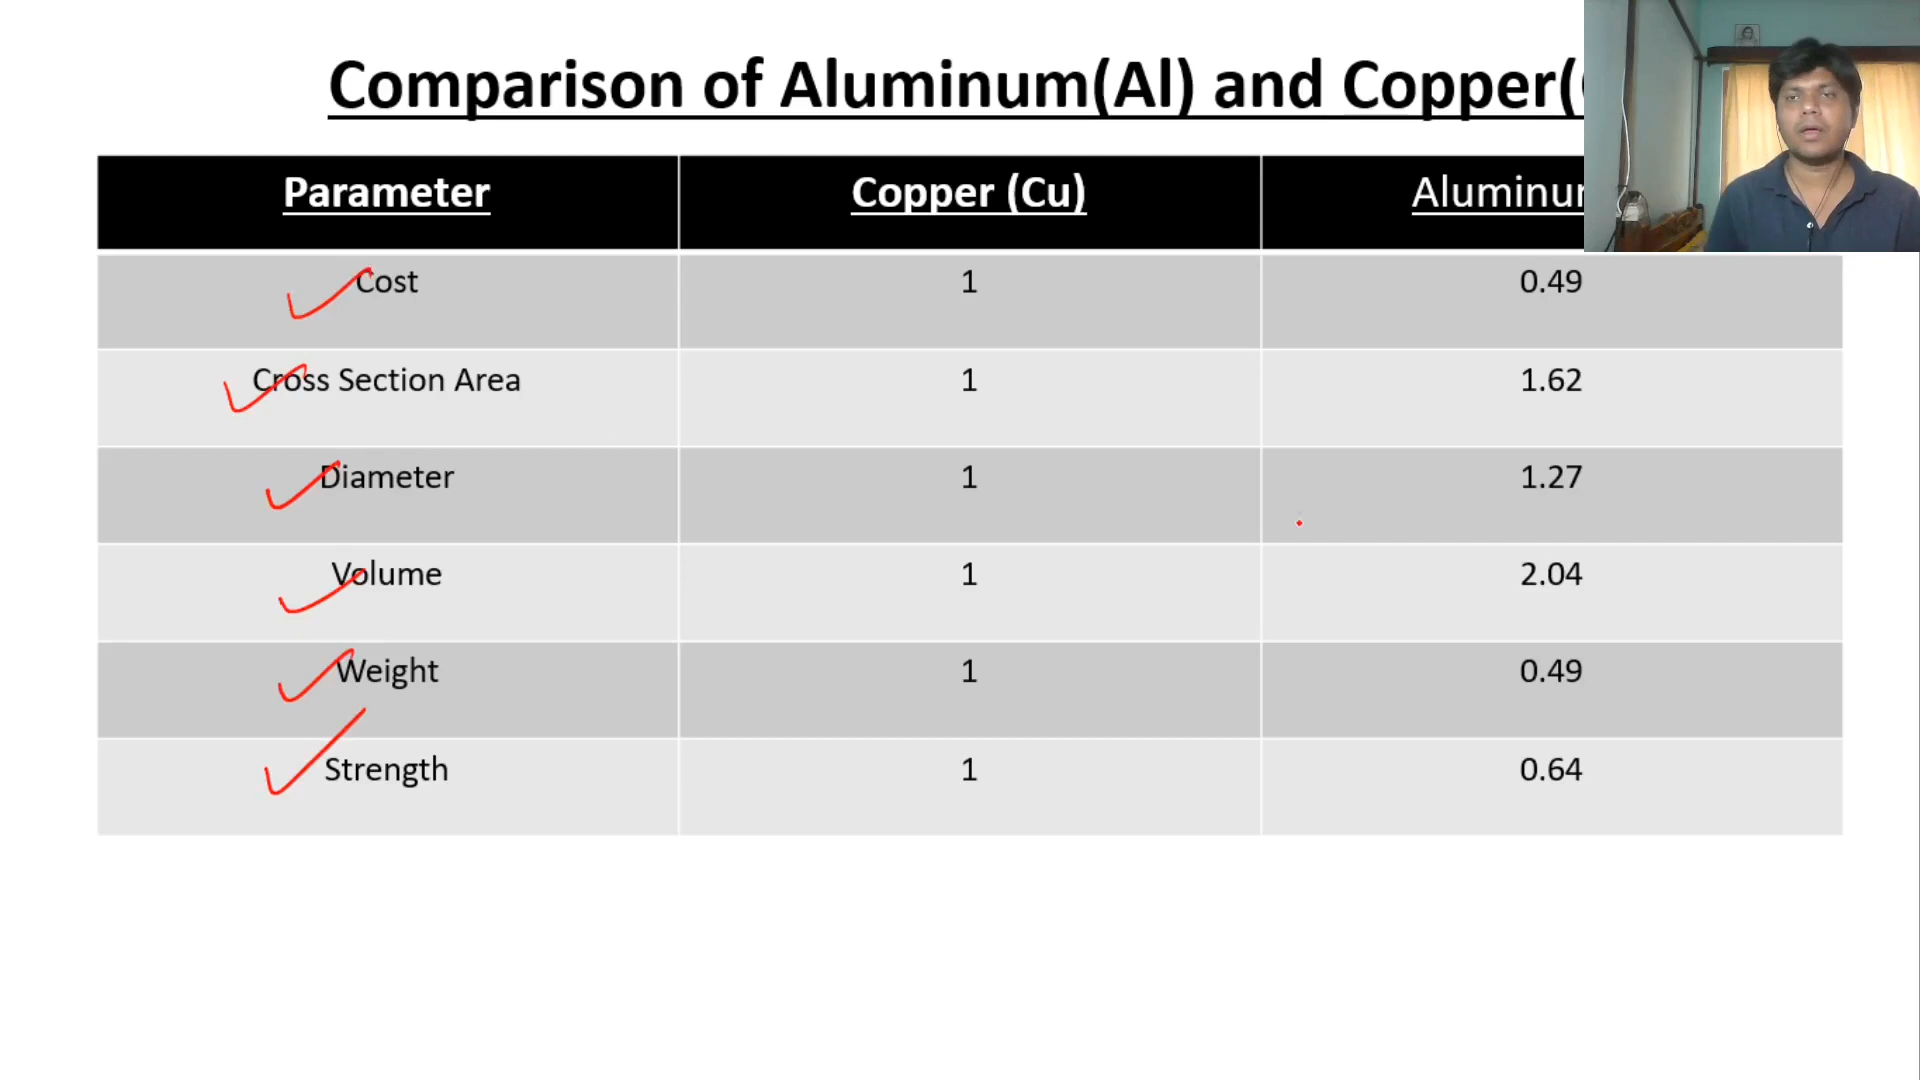 Comparison of Aluminum(Al) and Copper(
Parameter Copper (Cu) Aluminum
Cost 1 0.49
Cross Section Area 1 1.62
Diameter 1 1.27
Volume 1 2.04
Weight 1 0.49
Strength 1 0.64